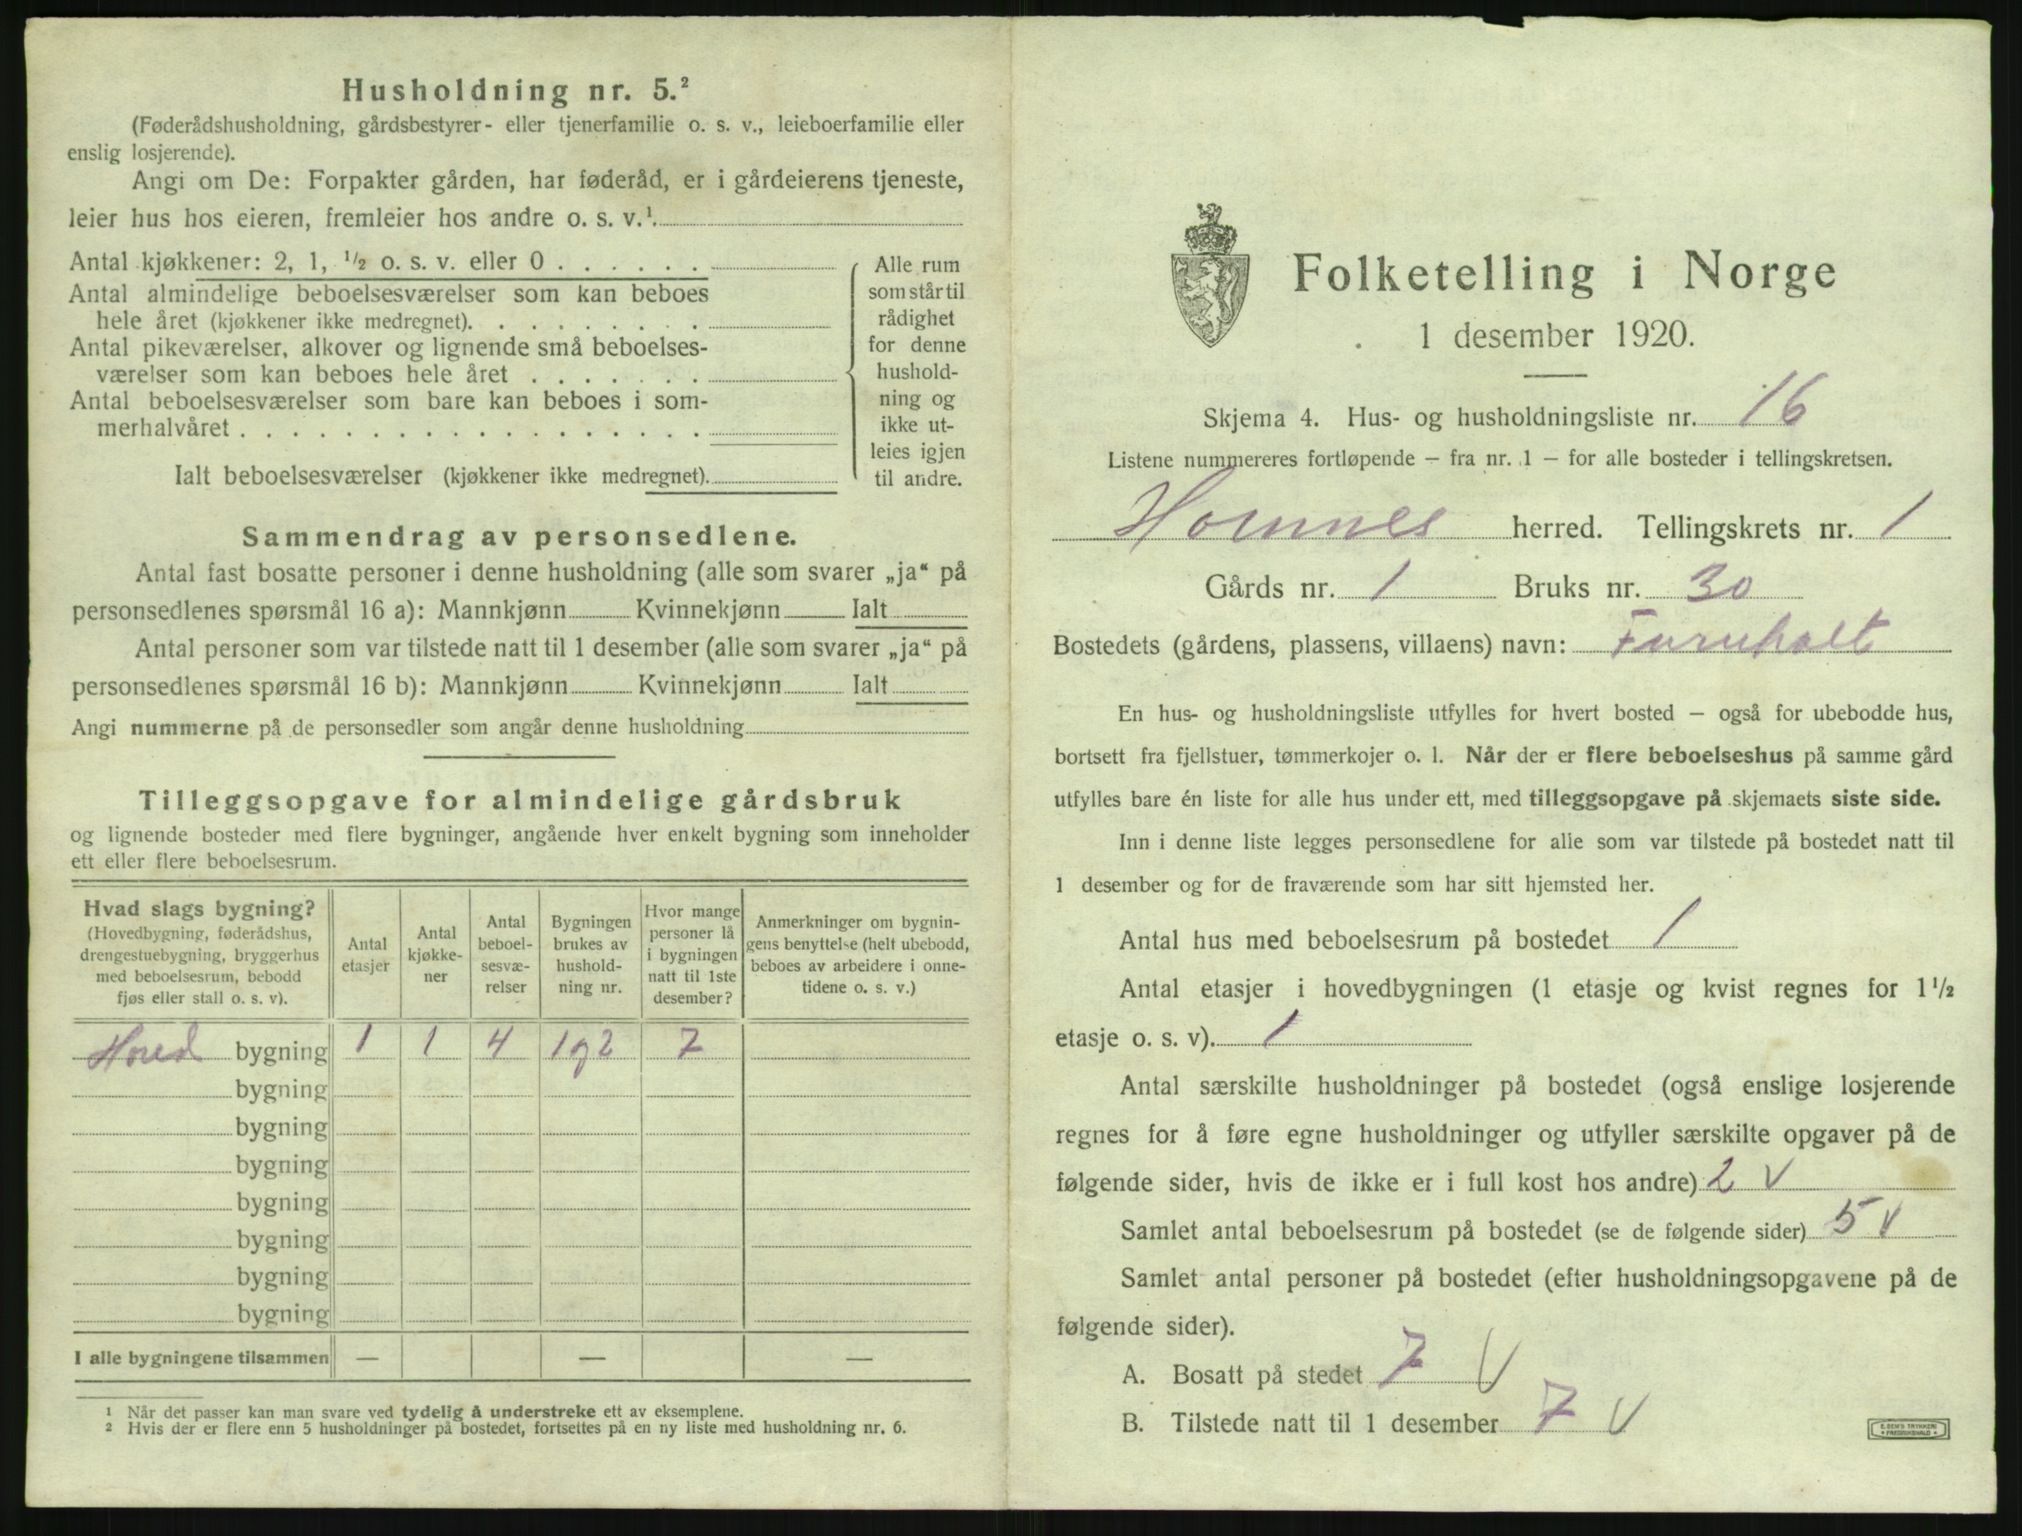 Husholdning nr. 5.²
(Føderådshusholdning, gårdsbestyrer- eller tjenerfamilie o. s. v., leieboerfamilie eller
enslig losjerende).
Angi om De: Forpakter gården, har føderåd, er i gårdeierens tjeneste,
leier hus hos eieren, fremleier hos andre o. s. v.¹.
Antal kjøkkener: 2, 1, ½ o. s. v. eller 0 . . . . . .
Antal almindelige beboelsesværelser som kan beboes
hele året (kjøkkener ikke medregnet). . . . . . . . .
Antal pikeværelser, alkover og lignende små beboelses-
værelser som kan beboes hele året . . . . . . .
Antal beboelsesværelser som bare kan beboes i som-
merhalvåret . . . . . . . . . . . . . . . . . .
Ialt beboelsesværelser (kjøkkener ikke medregnet).
Alle rum
som står til
rådighet
for denne
hushold-
ning og
ikke ut-
leies igjen
til andre.
Sammendrag av personsedlene.
Antal fast bosatte personer i denne husholdning (alle som svarer „ja“ på
personsedlenes spørsmål 16 a): Mannkjønn Kvinnekjønn Ialt
Antal personer som var tilstede natt til 1 desember (alle som svarer „ja“ på
personsedlenes spørsmål 16 b): Mannkjønn Kvinnekjønn Ialt
Angi nummerne på de personsedler som angår denne husholdning
Tilleggsopgave for almindelige gårdsbruk
og lignende bosteder med flere bygninger, angående hver enkelt bygning som inneholder
ett eller flere beboelsesrum.
Hvad slags bygning?
(Hovedbygning, føderådshus,
drengestuebygning, bryggerhus
med beboelsesrum, bebodd
fjøs eller stall o. s. v).
Antal
etasjer
Antal
kjøkke-
ner
Antal
beboel-
sesvæ-
relser
Bygningen
brukes av
hushold-
ning nr.
Hvor mange
personer lå
i bygningen
natt til 1ste
desember?
Anmerkninger om bygnin-
gens benyttelse (helt ubebodd,
beboes av arbeidere i onne-
tidene o. s. v.)
Hoved bygning 1 1 4 1 og 2 7
bygning
bygning
bygning
bygning
bygning
bygning
bygning
I alle bygningene tilsammen — — —
¹ Når det passer kan man svare ved tydelig å understreke ett av eksemplene.
² Hvis der er flere enn 5 husholdninger på bostedet, fortsettes på en ny liste med husholdning nr. 6.
Folketelling i Norge
1 desember 1920.
Skjema 4. Hus- og husholdningsliste nr. 16
Listene nummereres fortløpende – fra nr. 1 – for alle bosteder i tellingskretsen.
Hommes herred. Tellingskrets nr. 1
Gårds nr. 1 Bruks nr. 30
Bostedets (gårdens, plassens, villaens) navn: Furuholt
En hus- og husholdningsliste utfylles for hvert bosted – også for ubebodde hus,
bortsett fra fjellstuer, tømmerkojer o. l. Når der er flere beboelseshus på samme gård
utfylles bare én liste for alle hus under ett, med tilleggsopgave på skjemaets siste side.
Inn i denne liste legges personsedlene for alle som var tilstede på bostedet natt til
1 desember og for de fraværende som har sitt hjemsted her.
Antal hus med beboelsesrum på bostedet 1
Antal etasjer i hovedbygningen (1 etasje og kvist regnes for 1½
etasje o. s. v). 1
Antal særskilte husholdninger på bostedet (også enslige losjerende
regnes for å føre egne husholdninger og utfyller særskilte opgaver på de
følgende sider, hvis de ikke er i full kost hos andre) 2 V
Samlet antal beboelsesrum på bostedet (se de følgende sider) 5 V
Samlet antal personer på bostedet (efter husholdningsopgavene på de
følgende sider).
A. Bosatt på stedet 7 V
B. Tilstede natt til 1 desember 7 V
E. SEM'S TRYKKERI
FREDRIKSHALD